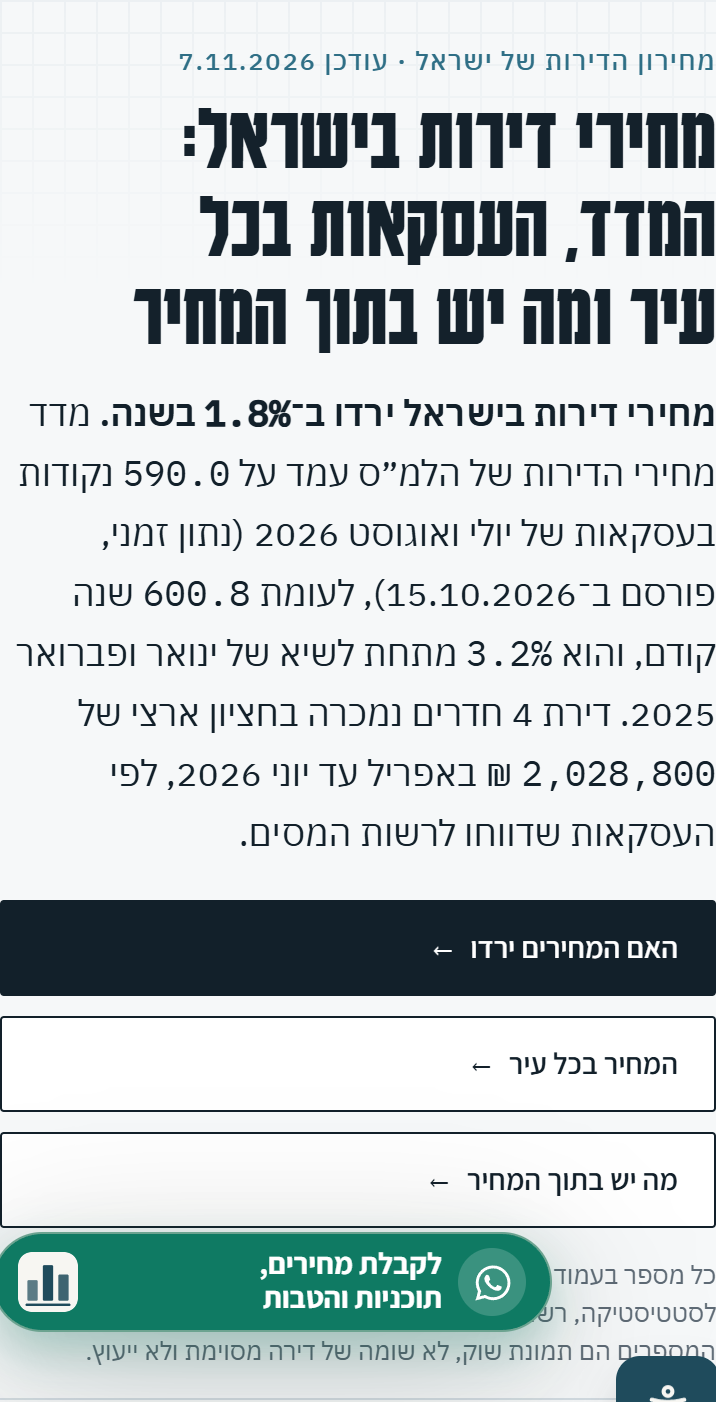 מחירון הדירות של ישראל · עודכן 7.11.2026
מחירי דירות בישראל:
המדד, העסקאות בכל
עיר ומה יש בתוך המחיר
מחירי דירות בישראל ירדו ב־1.8% בשנה. מדד
מחירי הדירות של הלמ״ס עמד על 590.0 נקודות
בעסקאות של יולי ואוגוסט 2026 (נתון זמני,
פורסם ב־15.10.2026), לעומת 600.8 שנה
קודם, והוא 3.2% מתחת לשיא של ינואר ופברואר
2025. דירת 4 חדרים נמכרה בחציון ארצי של
2,028,800 ₪ באפריל עד יוני 2026, לפי
העסקאות שדווחו לרשות המסים.
האם המחירים ירדו ←
המחיר בכל עיר ←
מה יש בתוך המחיר ←
כל מספר בעמוד
לסטטיסטיקה,
המספרים הם תמונת שוק, לא שומה של דירה מסוימת ולא ייעוץ.
לקבלת מחירים,
תוכניות והטבות